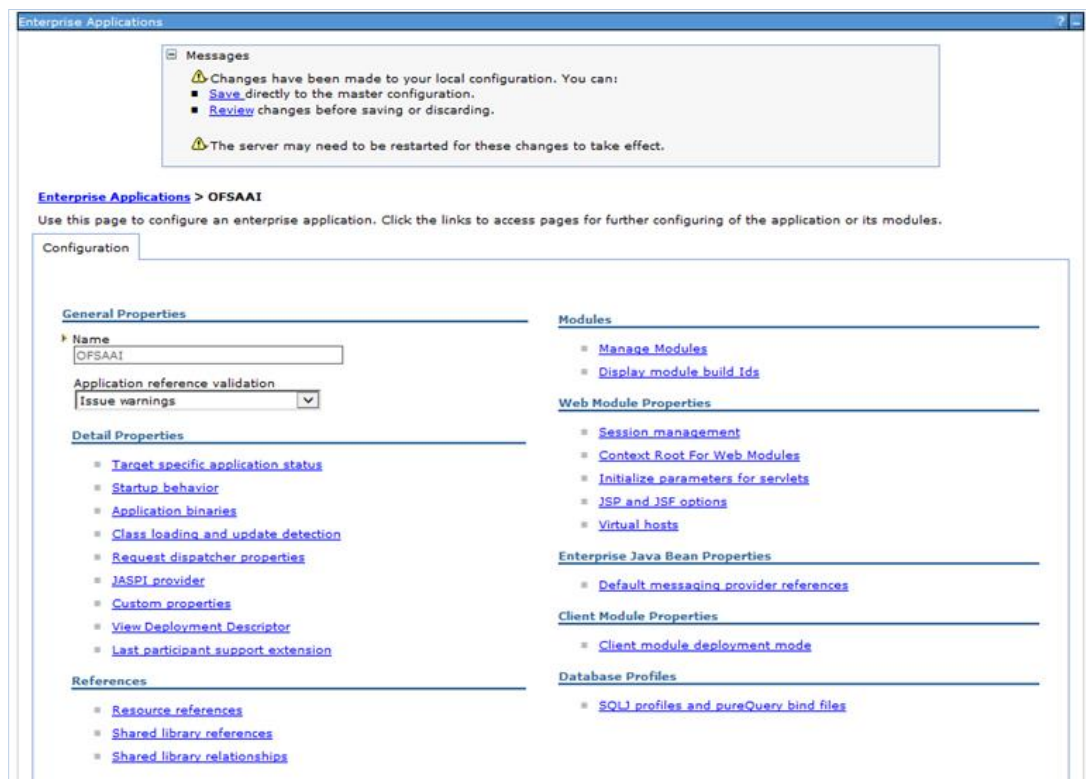 Enterprise Applications
? -
Messages
Changes have been made to your local configuration. You can:
Save directly to the master configuration.
Review changes before saving or discarding.
The server may need to be restarted for these changes to take effect.
Enterprise Applications > OFSAAI
Use this page to configure an enterprise application. Click the links to access pages for further configuring of the application or its modules.
Configuration
General Properties
Name
OFSAAI
Application reference validation
Issue warnings
Detail Properties
Target specific application status
Startup behavior
Application binaries
Class loading and update detection
Request dispatcher properties
JASPI provider
Custom properties
View Deployment Descriptor
Last participant support extension
References
Resource references
Shared library references
Shared library relationships
Modules
Manage Modules
Display module build Ids
Web Module Properties
Session management
Context Root For Web Modules
Initialize parameters for servlets
JSP and JSF options
Virtual hosts
Enterprise Java Bean Properties
Default messaging provider references
Client Module Properties
Client module deployment mode
Database Profiles
SQLJ profiles and pureQuery bind files